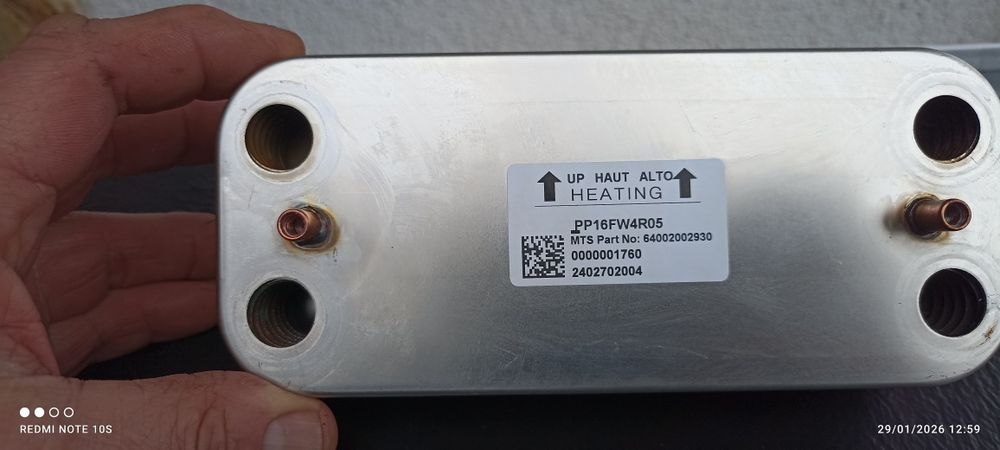 UP HAUT ALTO
HEATING
PP16FW4R05
MTS Part No: 64002002930
0000001760
2402702004
REDMI NOTE 10S
29/01/2026 12:59